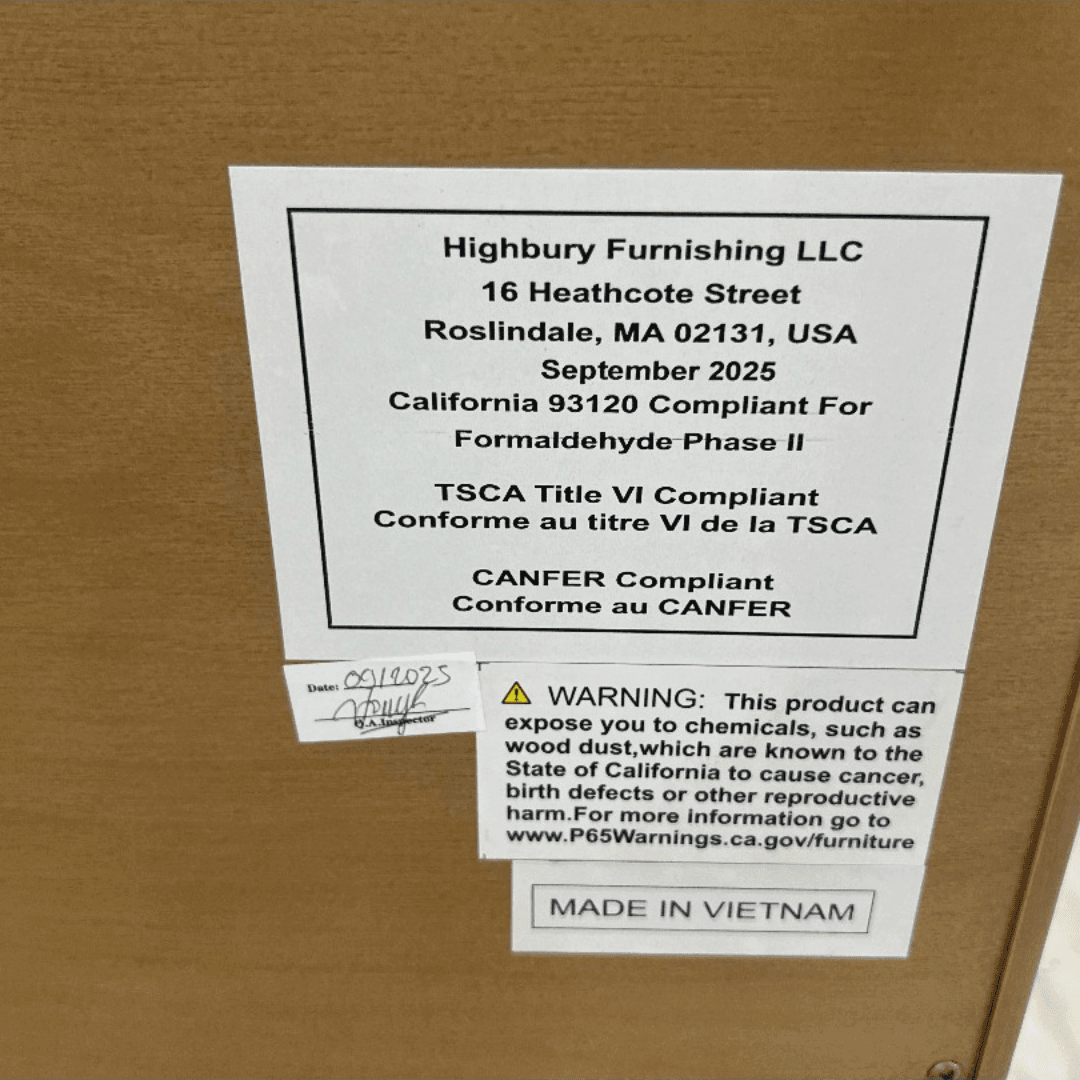 Highbury Furnishing LLC
16 Heathcote Street
Roslindale, MA 02131, USA
September 2025
California 93120 Compliant For
Formaldehyde Phase II
TSCA Title VI Compliant
Conforme au titre VI de la TSCA
CANFER Compliant
Conforme au CANFER
Date: 09/2025
Q.A.Inspector
WARNING: This product can
expose you to chemicals, such as
wood dust,which are known to the
State of California to cause cancer,
birth defects or other reproductive
harm.For more information go to
www.P65Warnings.ca.gov/furniture
MADE IN VIETNAM